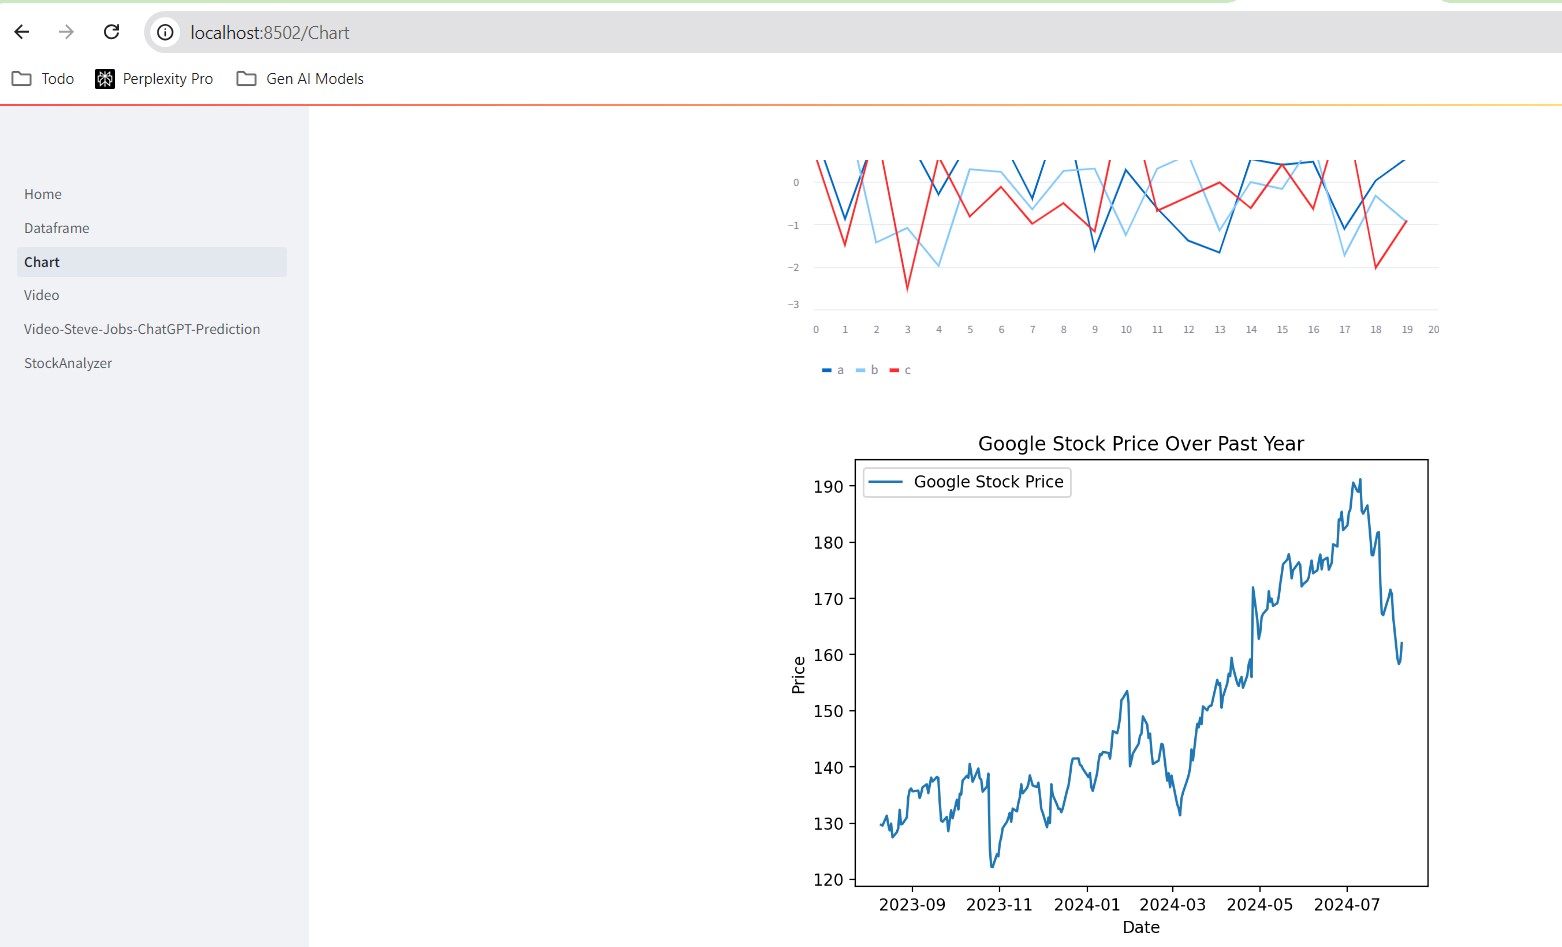 localhost:8502/Chart
Todo Perplexity Pro Gen AI Models
Home
Dataframe
Chart
Video
Video-Steve-Jobs-ChatGPT-Prediction
StockAnalyzer
0
−1
−2
−3
0 1 2 3 4 5 6 7 8 9 10 11 12 13 14 15 16 17 18 19 20
a b c
Google Stock Price Over Past Year
Google Stock Price
190
180
170
160
150
140
130
120
Price
2023-09 2023-11 2024-01 2024-03 2024-05 2024-07
Date